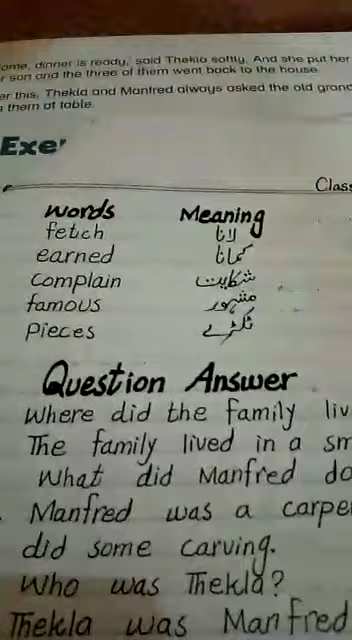 ome, dinner is ready, said Thekla softly. And she put her
r son and the three of them went back to the house.
er this, Thekla and Manfred always asked the old grand
them at table.
Exer
Class
words Meaning
fetch لانا
earned کمانا
complain شکایت
famous مشہور
pieces ٹکڑے
Question Answer
Where did the family liv
The family lived in a sm
What did Manfred do
Manfred was a carpe
did some carving.
Who was Thekla?
Thekla was Manfred